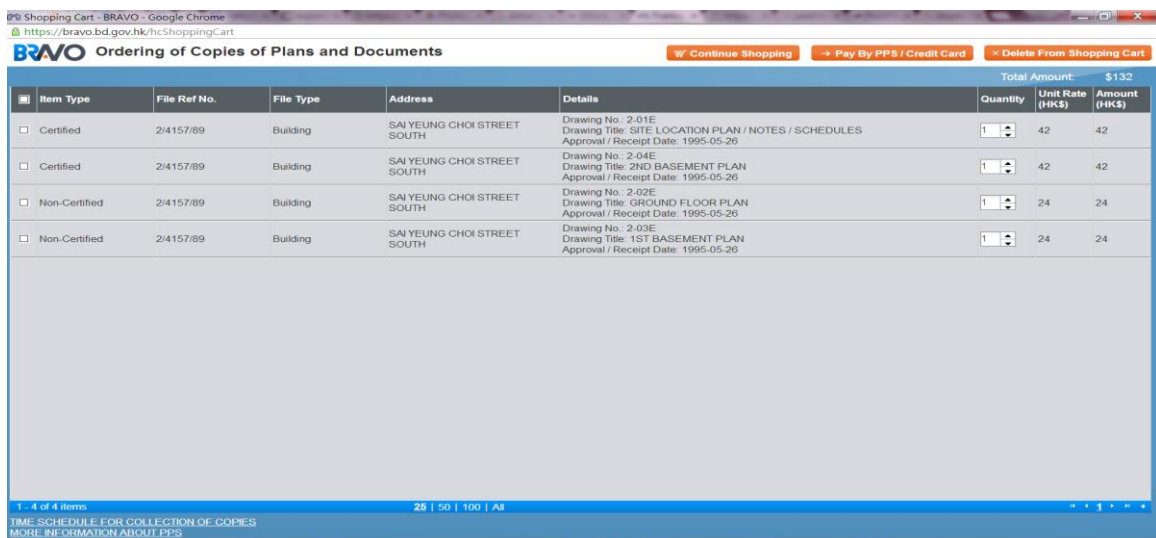 Shopping Cart - BRAVO - Google Chrome
https://bravo.bd.gov.hk/hcShoppingCart
BRAVO Ordering of Copies of Plans and Documents
Continue Shopping
→ Pay By PPS / Credit Card
× Delete From Shopping Cart
Total Amount: $132
Item Type File Ref No. File Type Address Details Quantity Unit Rate (HK$) Amount (HK$)
Certified 2/4157/89 Building SAI YEUNG CHOI STREET SOUTH
Drawing No.: 2-01E
Drawing Title: SITE LOCATION PLAN / NOTES / SCHEDULES
Approval / Receipt Date: 1995-05-26
1 42 42
Certified 2/4157/89 Building SAI YEUNG CHOI STREET SOUTH
Drawing No.: 2-04E
Drawing Title: 2ND BASEMENT PLAN
Approval / Receipt Date: 1995-05-26
1 42 42
Non-Certified 2/4157/89 Building SAI YEUNG CHOI STREET SOUTH
Drawing No.: 2-02E
Drawing Title: GROUND FLOOR PLAN
Approval / Receipt Date: 1995-05-26
1 24 24
Non-Certified 2/4157/89 Building SAI YEUNG CHOI STREET SOUTH
Drawing No.: 2-03E
Drawing Title: 1ST BASEMENT PLAN
Approval / Receipt Date: 1995-05-26
1 24 24
1 - 4 of 4 items 25 | 50 | 100 | All 1
TIME SCHEDULE FOR COLLECTION OF COPIES
MORE INFORMATION ABOUT PPS